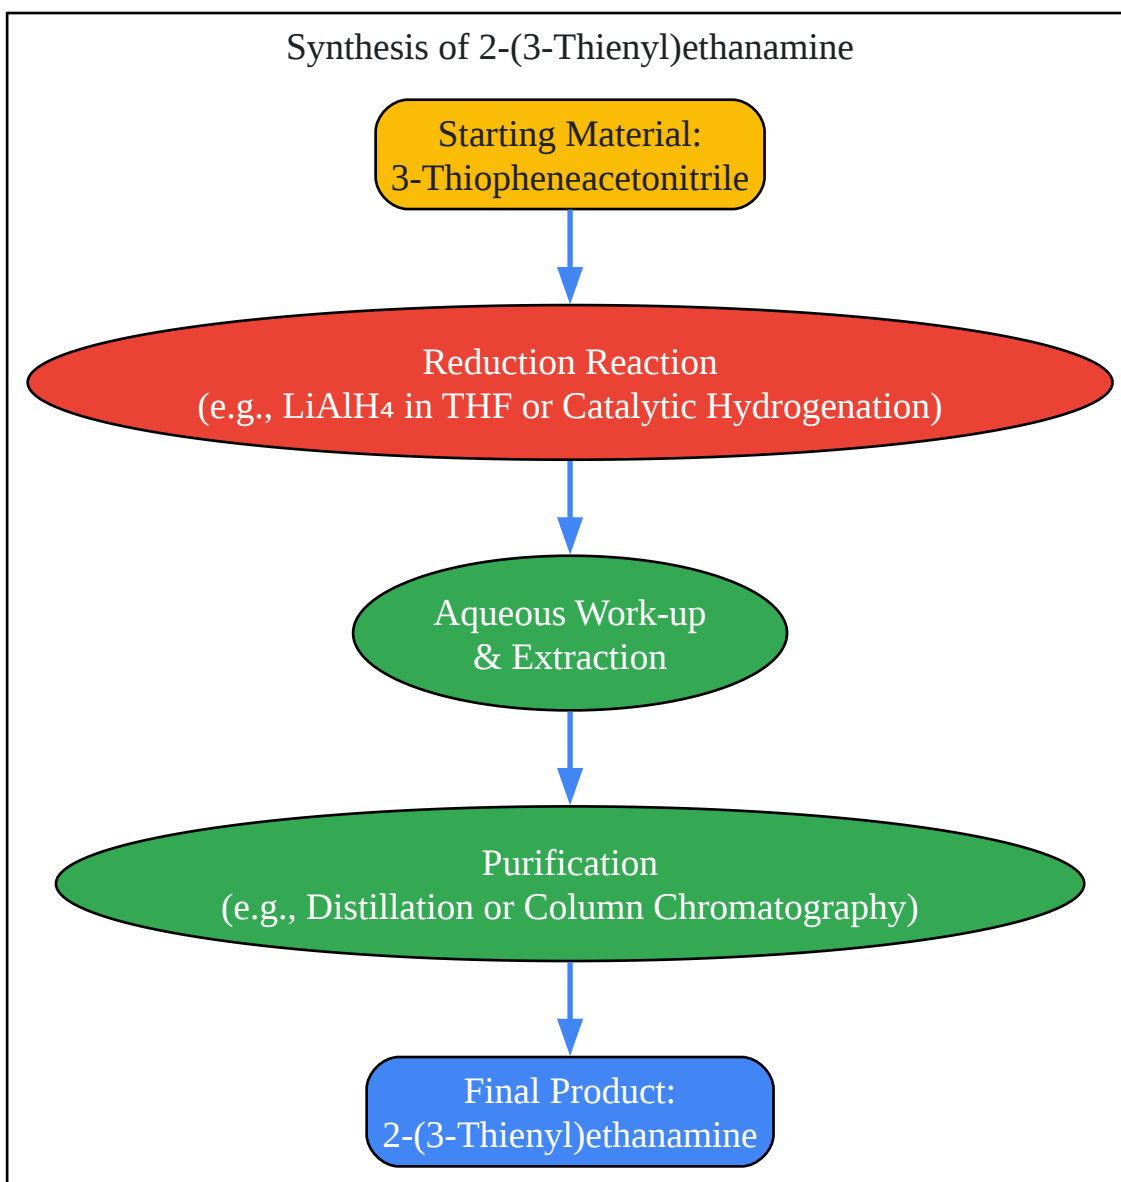 Synthesis of 2-(3-Thienyl)ethanamine
Starting Material:
3-Thiopheneacetonitrile
Reduction Reaction
(e.g., LiAlH₄ in THF or Catalytic Hydrogenation)
Aqueous Work-up
& Extraction
Purification
(e.g., Distillation or Column Chromatography)
Final Product:
2-(3-Thienyl)ethanamine